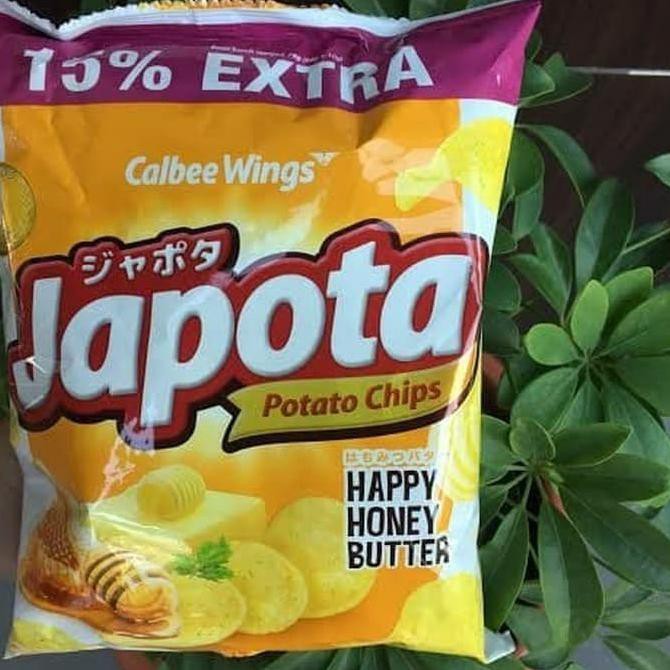 15% EXTRA
Calbee Wings
ジャポタ
Japota
Potato Chips
はちみつバター
HAPPY
HONEY
BUTTER